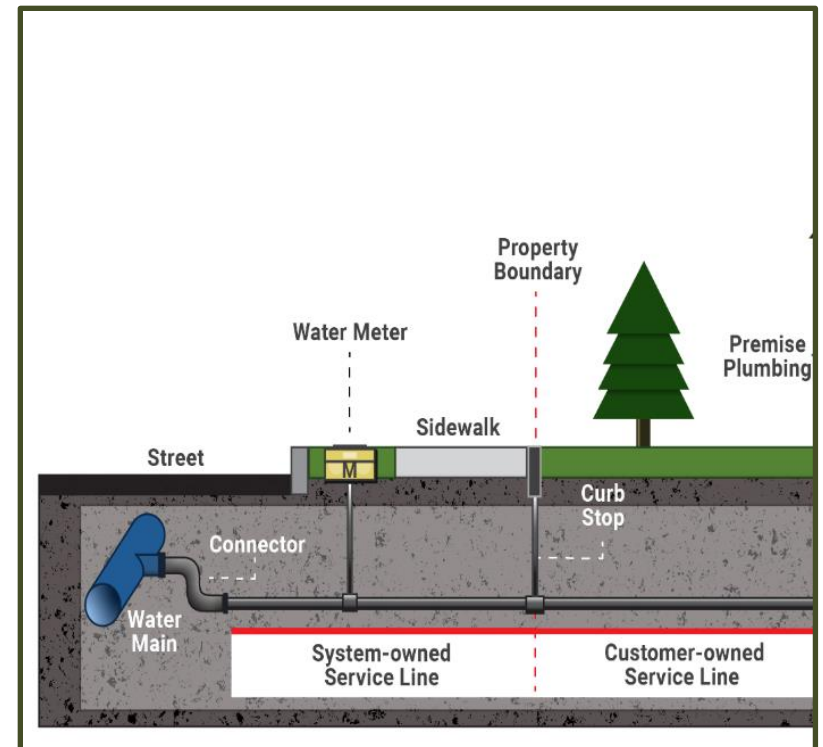 Property
Boundary
Water Meter
Premise
Plumbing
Sidewalk
Street
M
Curb
Stop
Connector
Water
Main
System-owned
Service Line
Customer-owned
Service Line